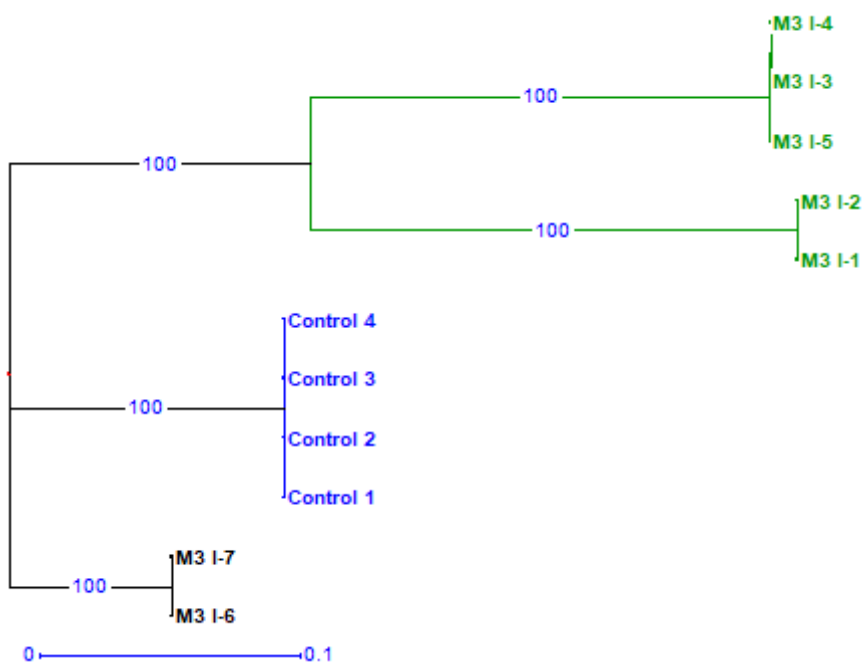 M3 I-4
100
M3 I-3
M3 I-5
100
M3 I-2
100
M3 I-1
Control 4
Control 3
100
Control 2
Control 1
M3 I-7
100
M3 I-6
0 0.1